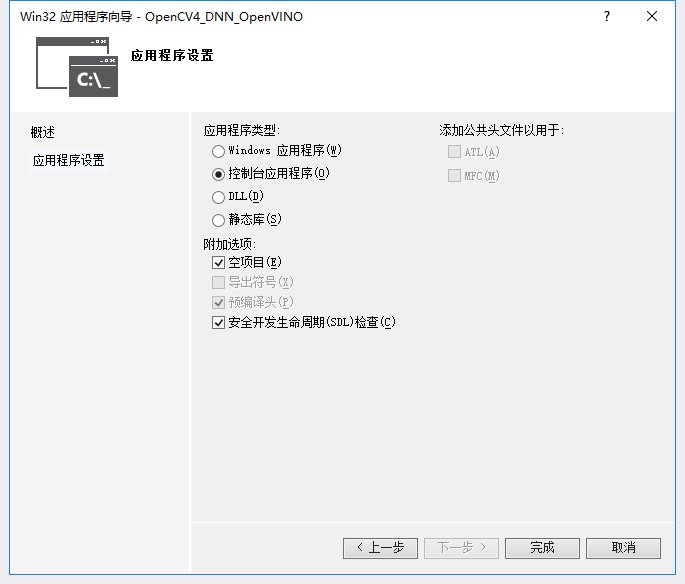 Win32 应用程序向导 - OpenCV4_DNN_OpenVINO
?
C:\_
应用程序设置
概述
应用程序设置
应用程序类型:
Windows 应用程序(W)
控制台应用程序(O)
DLL(D)
静态库(S)
附加选项:
空项目(E)
导出符号(X)
预编译头(P)
安全开发生命周期(SDL)检查(C)
添加公共头文件以用于:
ATL(A)
MFC(M)
< 上一步
下一步 >
完成
取消